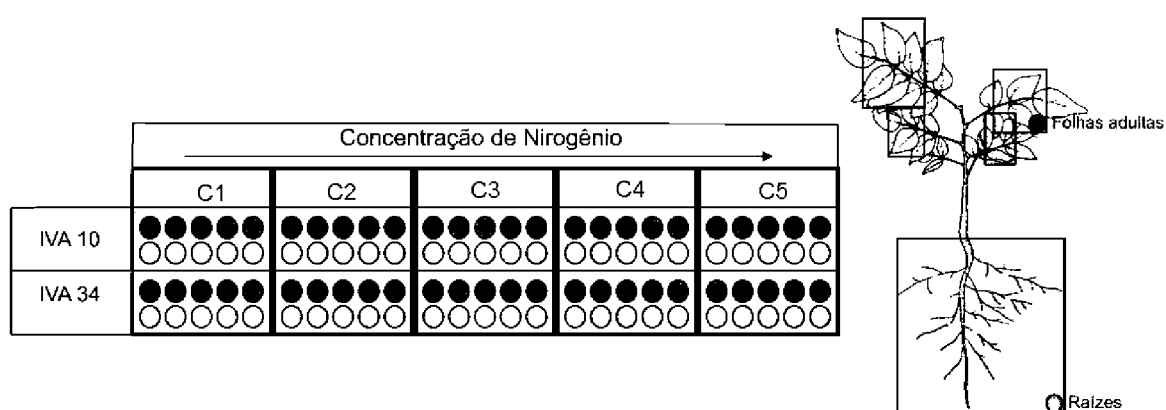 Concentração de Nirogênio
C1 C2 C3 C4 C5
IVA 10
IVA 34
Folhas adultas
Raízes